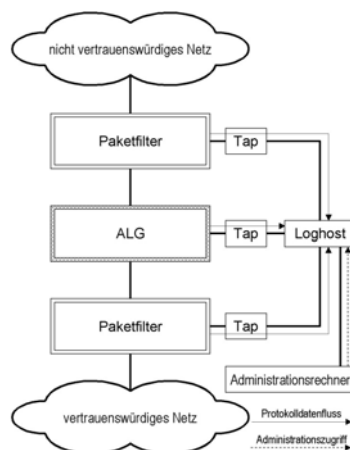 nicht vertrauenswürdiges Netz
Paketfilter
Tap
ALG
Tap
Loghost
Paketfilter
Tap
Administrationsrechner
vertrauenswürdiges Netz
Protokolldatenfluss
Administrationszugriff